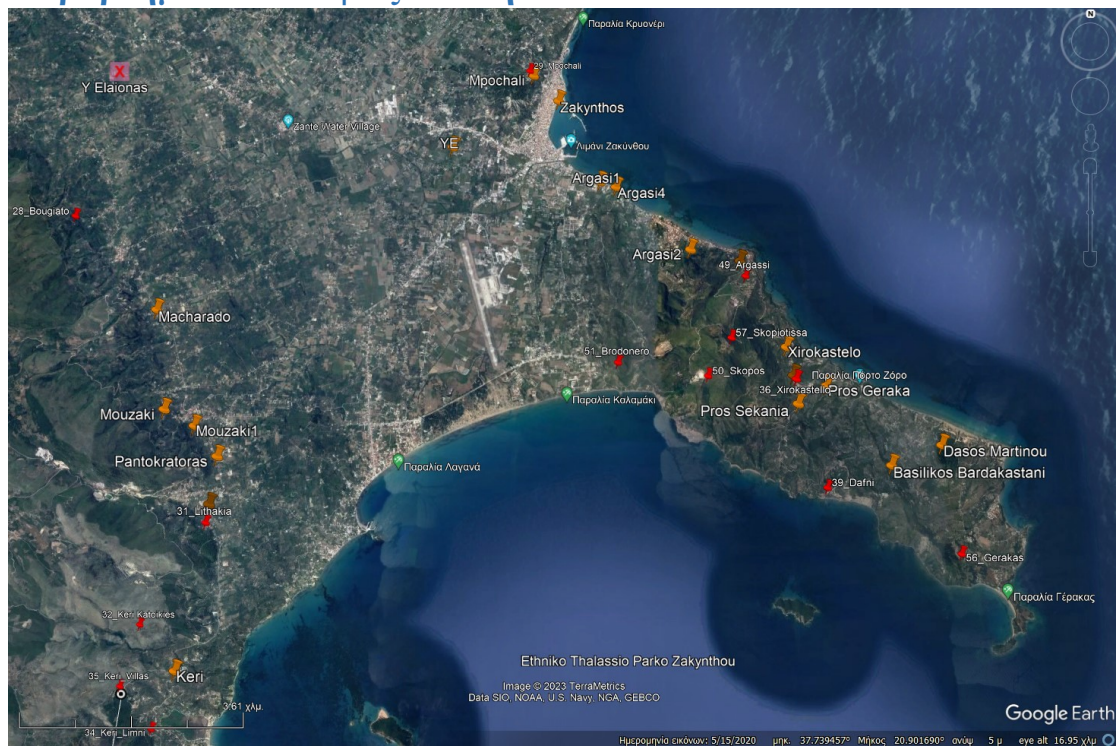 Παραλία Κρυονέρι
29_Mpochali
Mpochali
Y Elaionas
Zakynthos
Zante Water Village
YE
Λιμάνι Ζακύνθου
Argasi1
Argasi4
28_Bougiato
Argasi2
49_Argassi
Macharado
57_Skopiotissa
Xirokastelo
51_Brodonero
50_Skopos
Παραλία Πόρτο Ζόρο
36_Xirokastello
Pros Geraka
Παραλία Καλαμάκι
Pros Sekania
Mouzaki
Mouzaki1
Pantokratoras
Dasos Martinou
Παραλία Λαγανά
Basilikos Bardakastani
39_Dafni
31_Lithakia
56_Gerakas
Παραλία Γέρακας
32_Keri Katoikies
Ethniko Thalassio Parko Zakynthou
Keri
35_Keri_Villas
Image © 2023 TerraMetrics
Data SIO, NOAA, U.S. Navy, NGA, GEBCO
3.61 χλμ.
34_Keri_Limni
Google Earth
Ημερομηνία εικόνων: 5/15/2020 μηκ. 37.739457° Μήκος 20.901690° ανύψ 5 μ eye alt 16.95 χλμ
N